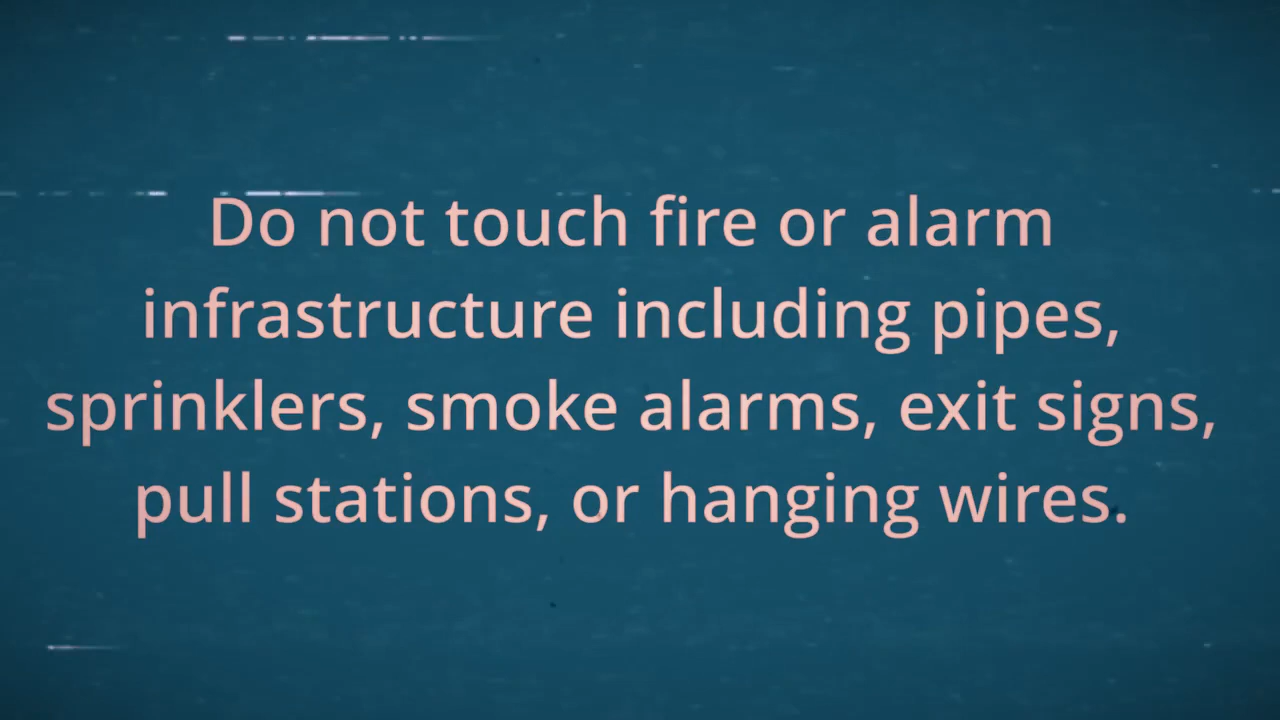 Do not touch fire or alarm
infrastructure including pipes,
sprinklers, smoke alarms, exit signs,
pull stations, or hanging wires.